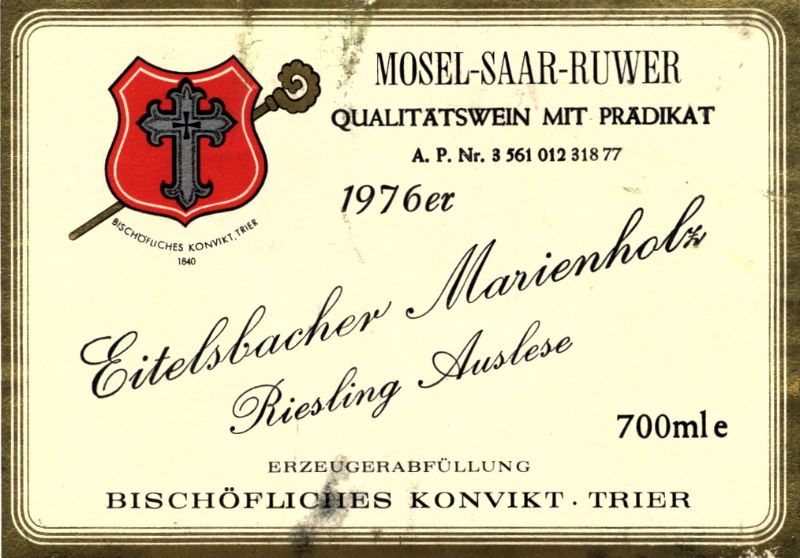 MOSEL-SAAR-RUWER
QUALITÄTSWEIN MIT PRÄDIKAT
A. P. Nr. 3 561 012 318 77
1976er
BISCHÖFLICHES KONVIKT, TRIER
1840
Eitelsbacher Marienholz
Riesling Auslese
700ml e
ERZEUGERABFÜLLUNG
BISCHÖFLICHES KONVIKT · TRIER